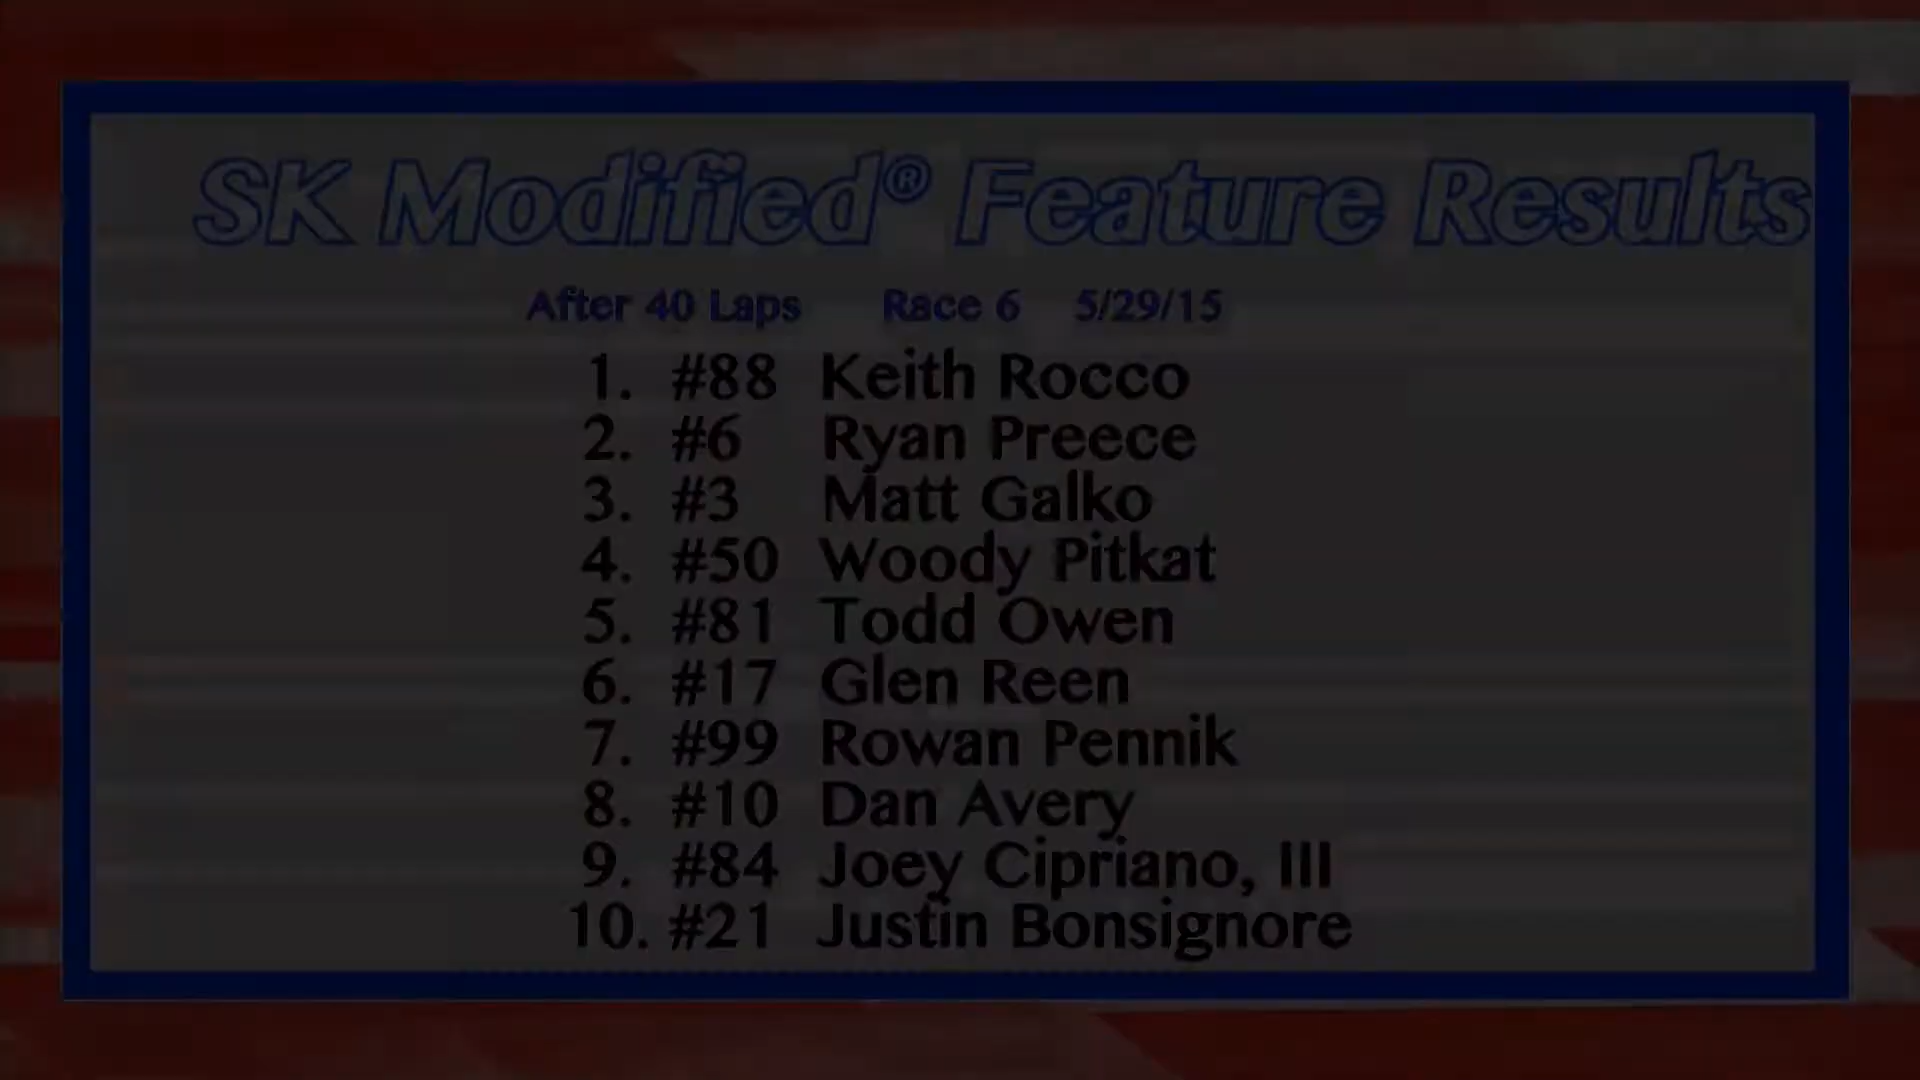 SK Modified® Feature Results
After 40 Laps Race 6 5/29/15
1. #88 Keith Rocco
2. #6 Ryan Preece
3. #3 Matt Galko
4. #50 Woody Pitkat
5. #81 Todd Owen
6. #17 Glen Reen
7. #99 Rowan Pennik
8. #10 Dan Avery
9. #84 Joey Cipriano, III
10. #21 Justin Bonsignore